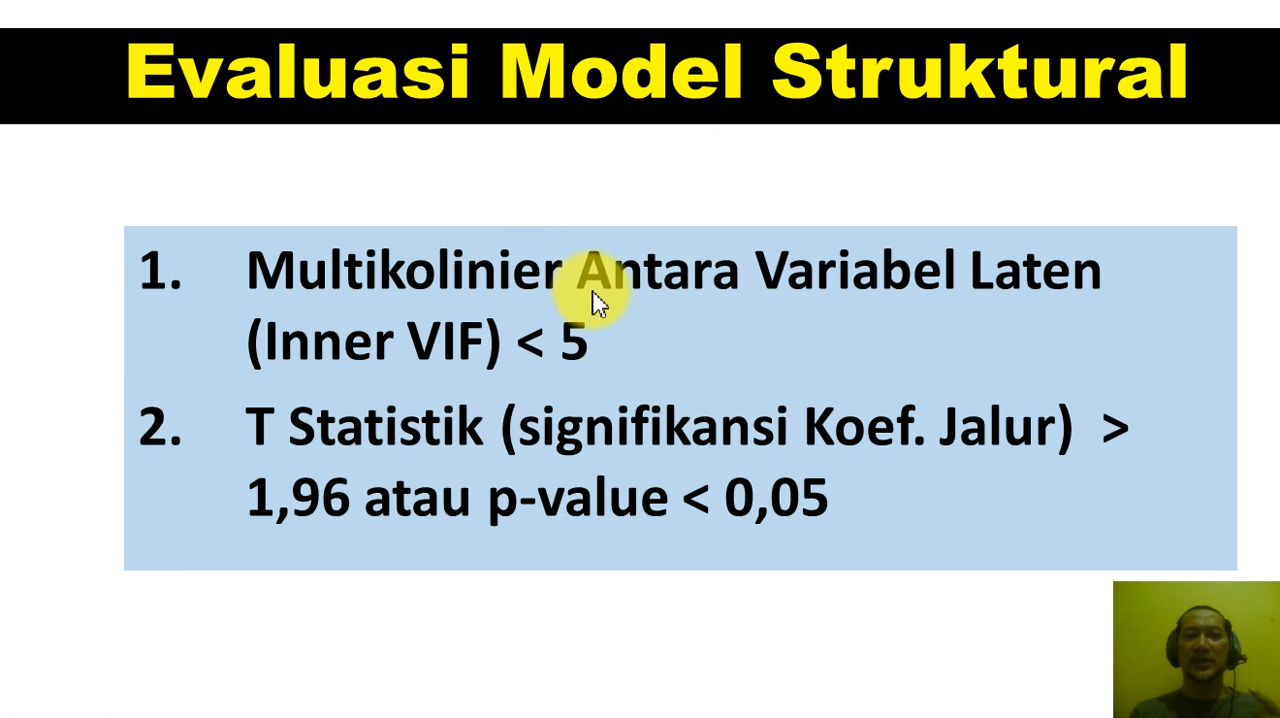 Evaluasi Model Struktural
1. Multikolinier Antara Variabel Laten
(Inner VIF) < 5
2. T Statistik (signifikansi Koef. Jalur) >
1,96 atau p-value < 0,05